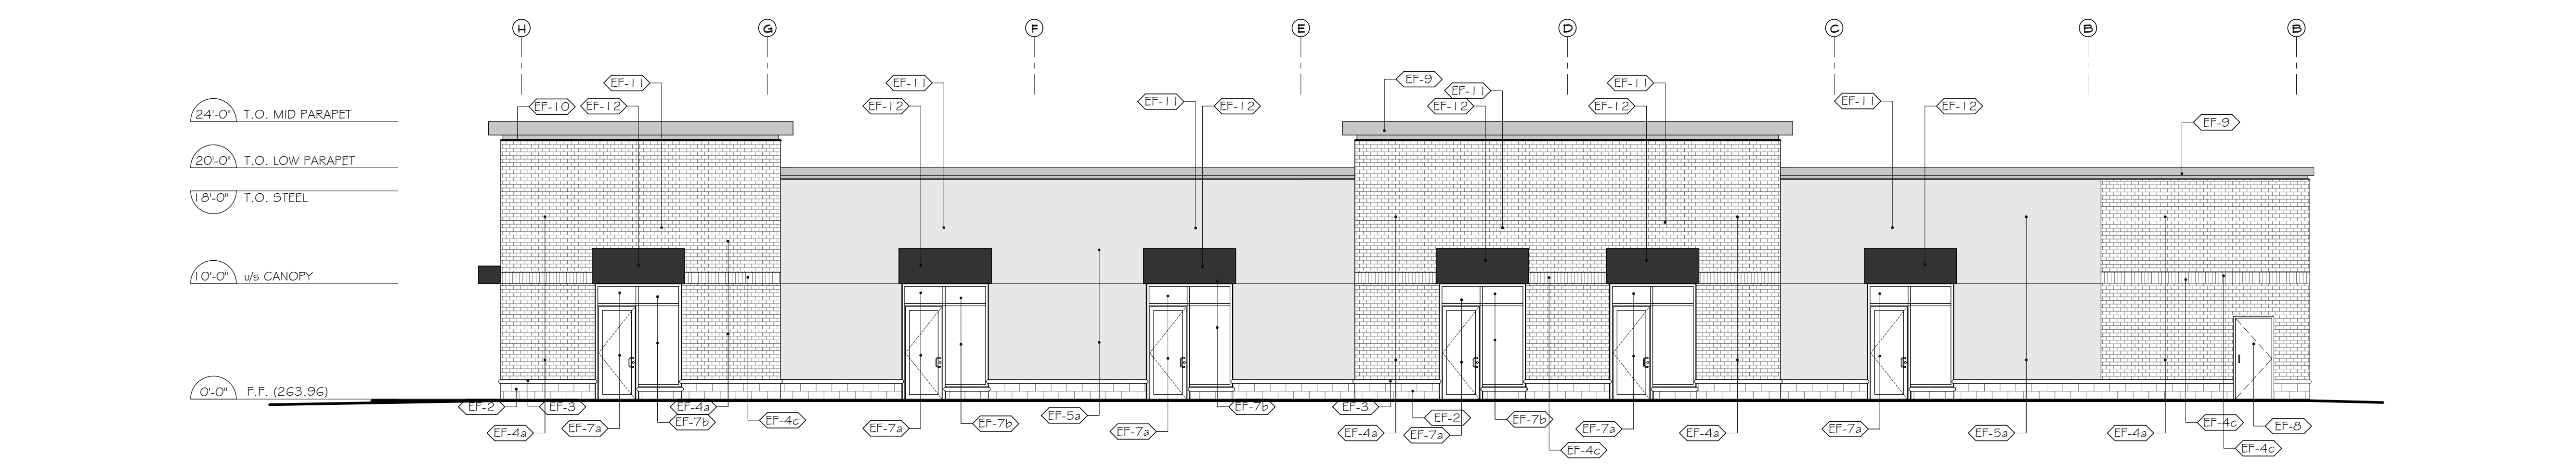 H G F E D C B B
EF-11 EF-11 EF-9 EF-11 EF-11
EF-10 EF-12 EF-12 EF-11 EF-12 EF-12 EF-12 EF-11 EF-12
24'-0" T.O. MID PARAPET
EF-9
20'-0" T.O. LOW PARAPET
18'-0" T.O. STEEL
10'-0" u/s CANOPY
0'-0" F.F. (263.96)
EF-2 EF-3 EF-4a EF-7b EF-3
EF-7b EF-4c EF-7b EF-5a EF-2 EF-7b EF-4c EF-8
EF-4a EF-7a EF-7a EF-7a EF-4a EF-7a EF-7a EF-4a EF-7a EF-5a EF-4a
EF-4c EF-4c